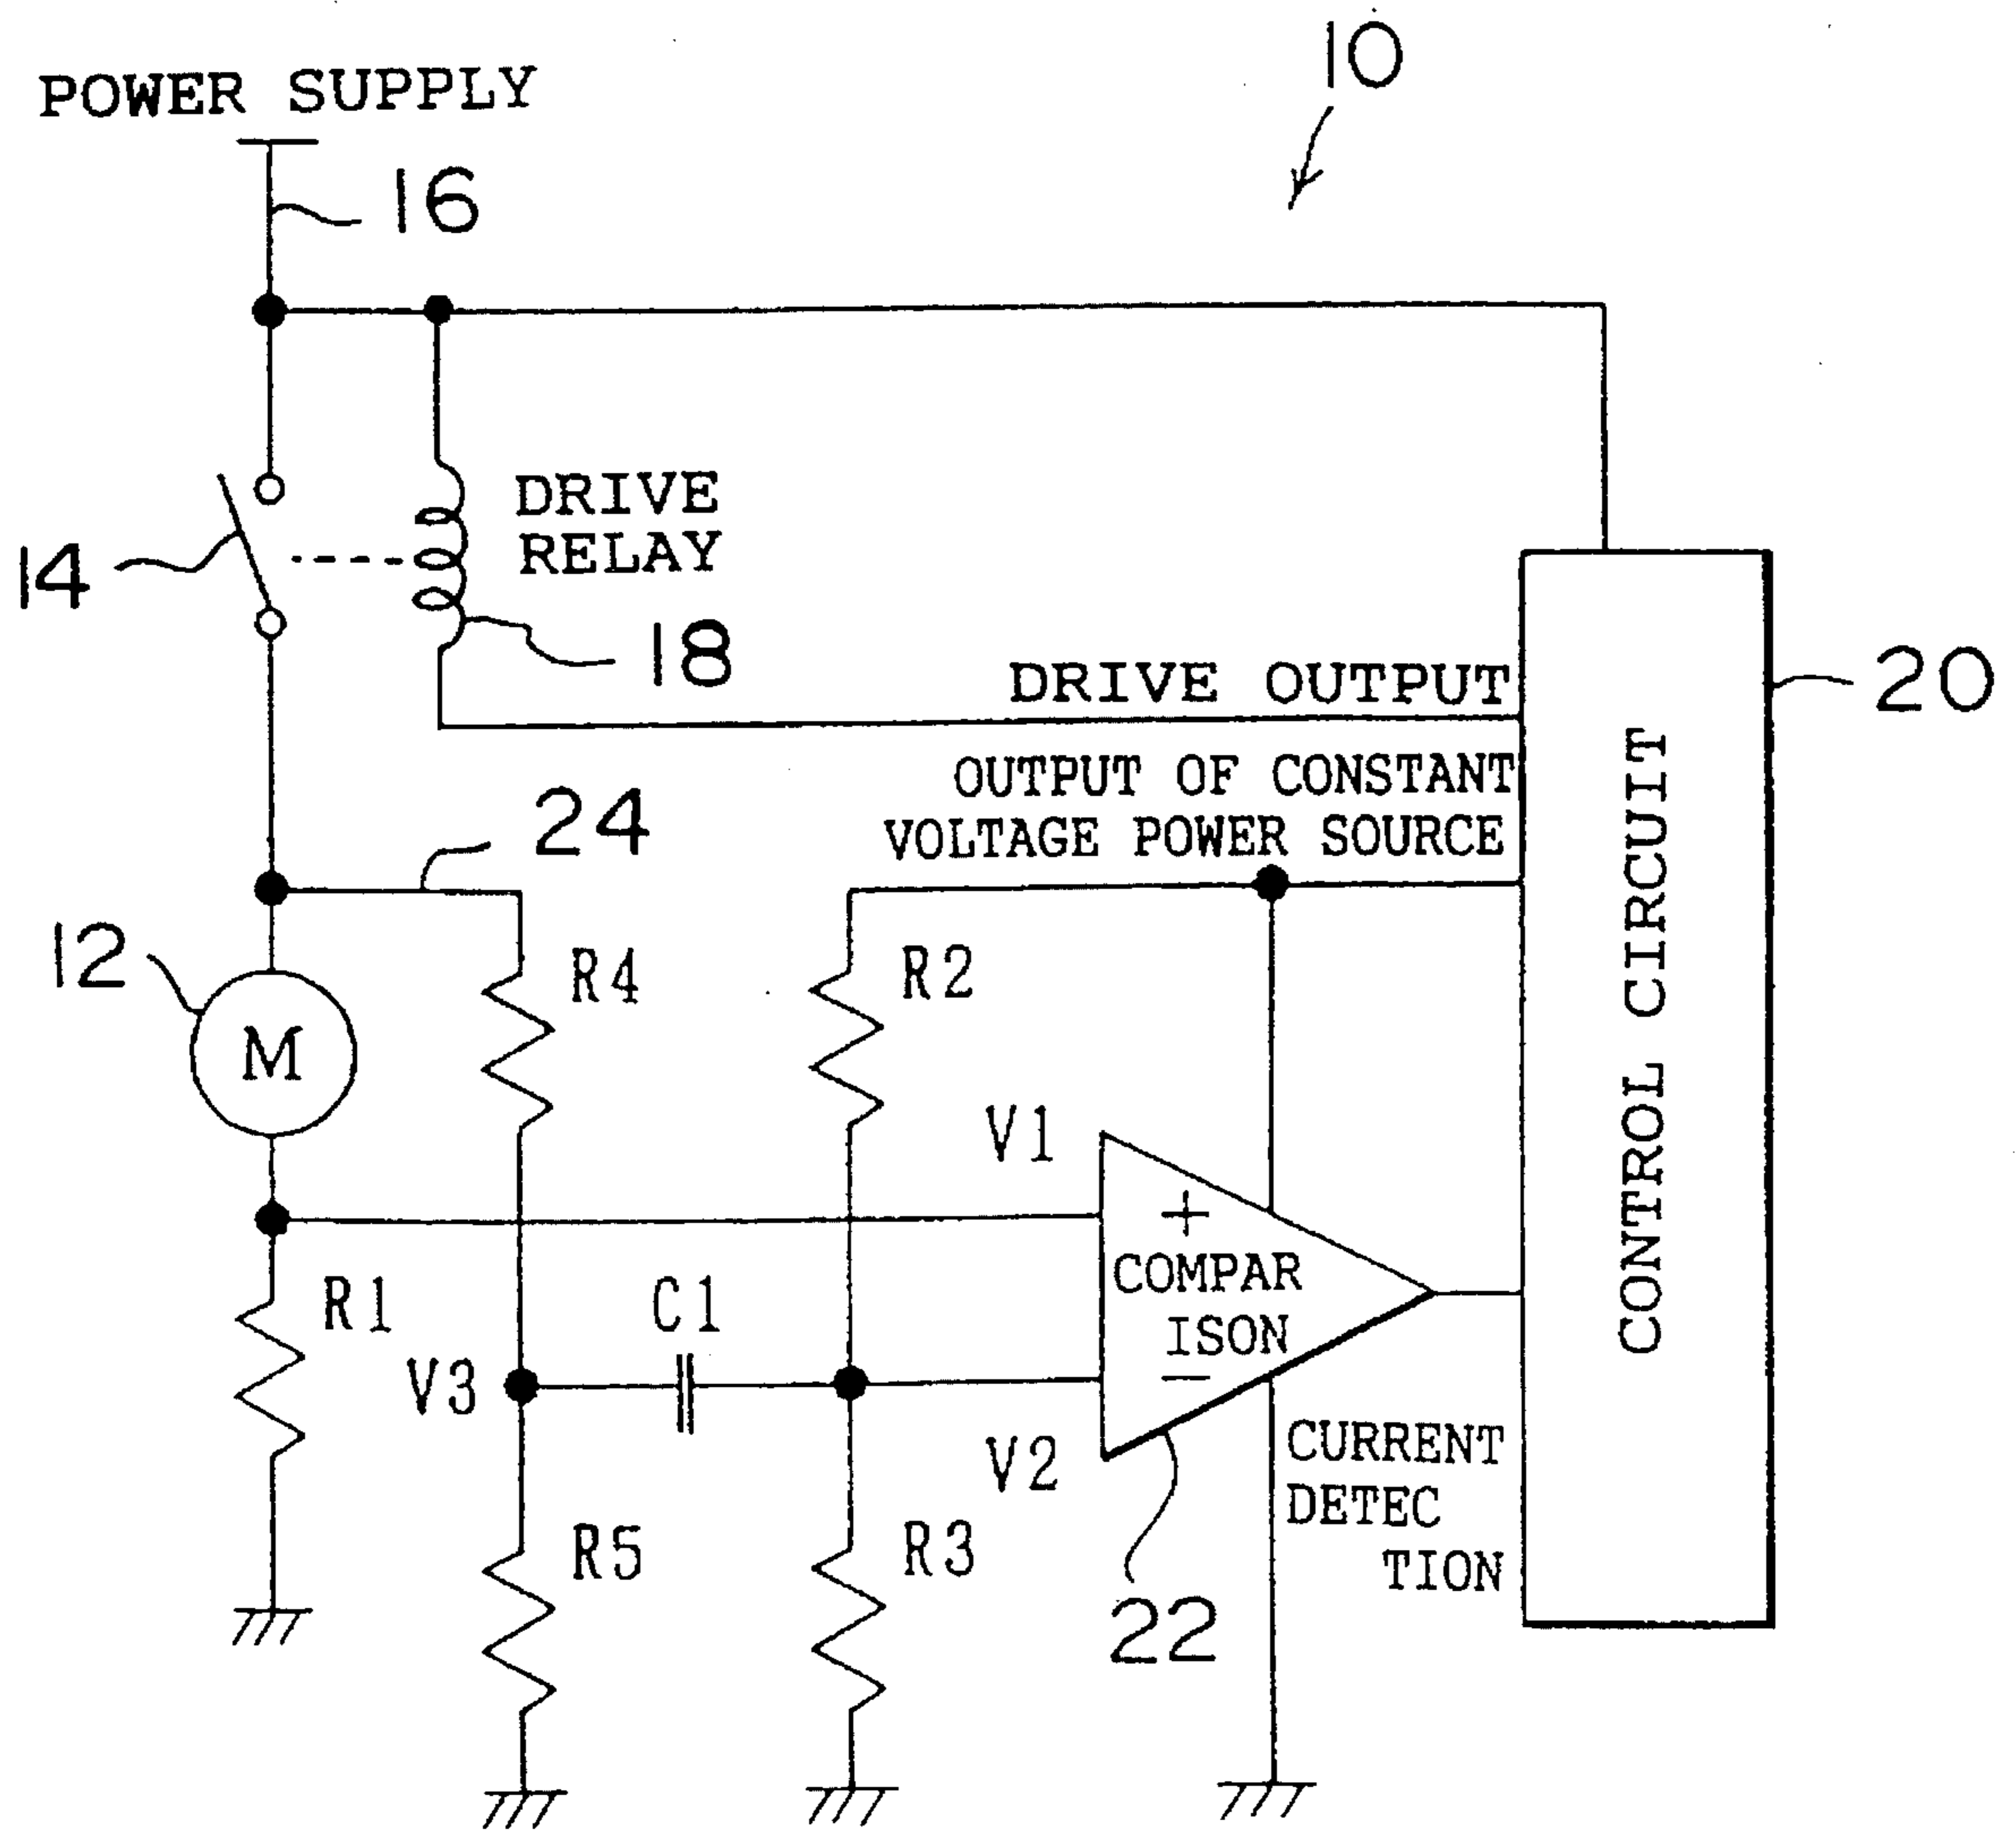 10
POWER SUPPLY
16
DRIVE
RELAY
14
18
DRIVE OUTPUT
20
OUTPUT OF CONSTANT
VOLTAGE POWER SOURCE
24
12
M
R4
R2
CONTROL CIRCUIT
V1
+
COMPAR
ISON
−
R1
C1
V3
V2
CURRENT
DETEC
TION
R5
R3
22